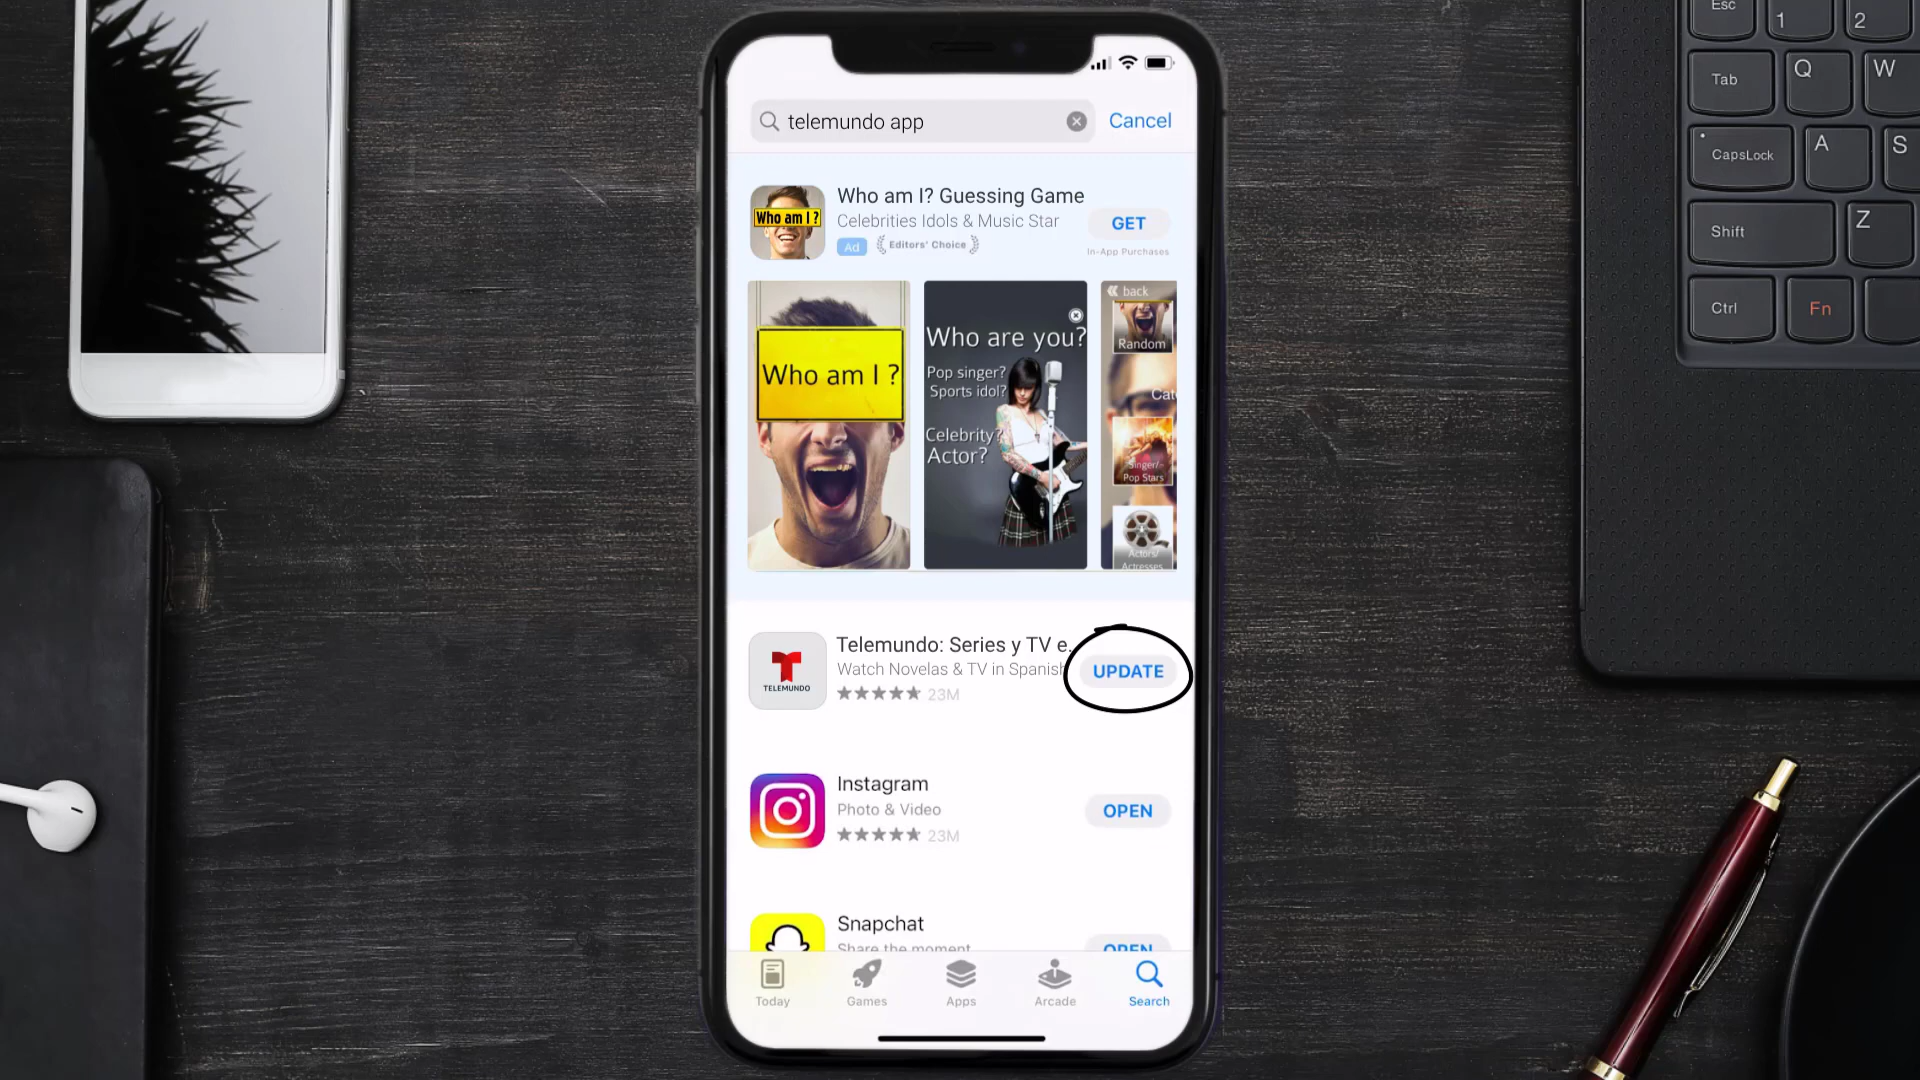 telemundo app
Cancel
Who am I? Guessing Game
Celebrities Idols & Music Star
Ad
Editors' Choice
GET
In-App Purchases
Who am I ?
Who am I ?
Who are you?
Pop singer?
Sports idol?
Celebrity?
Actor?
back
Random
Cat
Singer/-
Pop Stars
Actors/
Actresses
Telemundo: Series y TV e..
Watch Novelas & TV in Spanish
23M
UPDATE
TELEMUNDO
Instagram
Photo & Video
23M
OPEN
Snapchat
Share the moment
OPEN
Today
Games
Apps
Arcade
Search
Esc
1
2
Tab
Q
W
CapsLock
A
S
Shift
Z
Ctrl
Fn